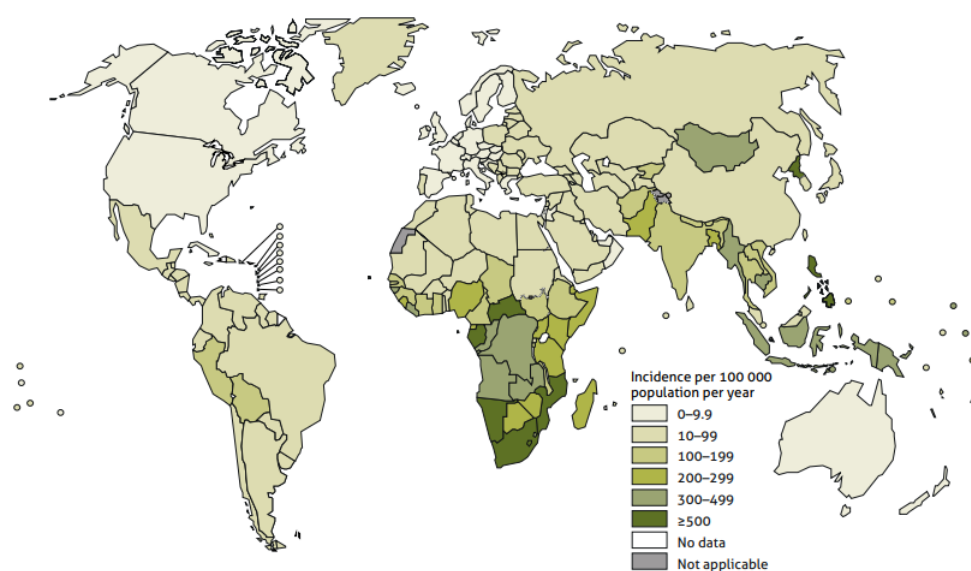 Incidence per 100 000
population per year
0–9.9
10–99
100–199
200–299
300–499
≥500
No data
Not applicable